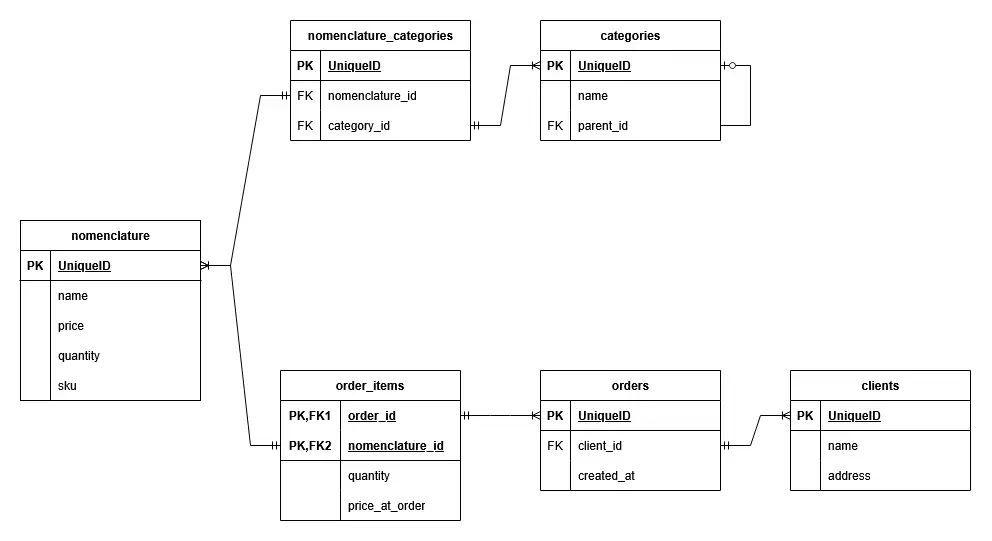 nomenclature_categories
PK UniqueID
FK nomenclature_id
FK category_id
categories
PK UniqueID
name
FK parent_id
nomenclature
PK UniqueID
name
price
quantity
sku
order_items
PK,FK1 order_id
PK,FK2 nomenclature_id
quantity
price_at_order
orders
PK UniqueID
FK client_id
created_at
clients
PK UniqueID
name
address